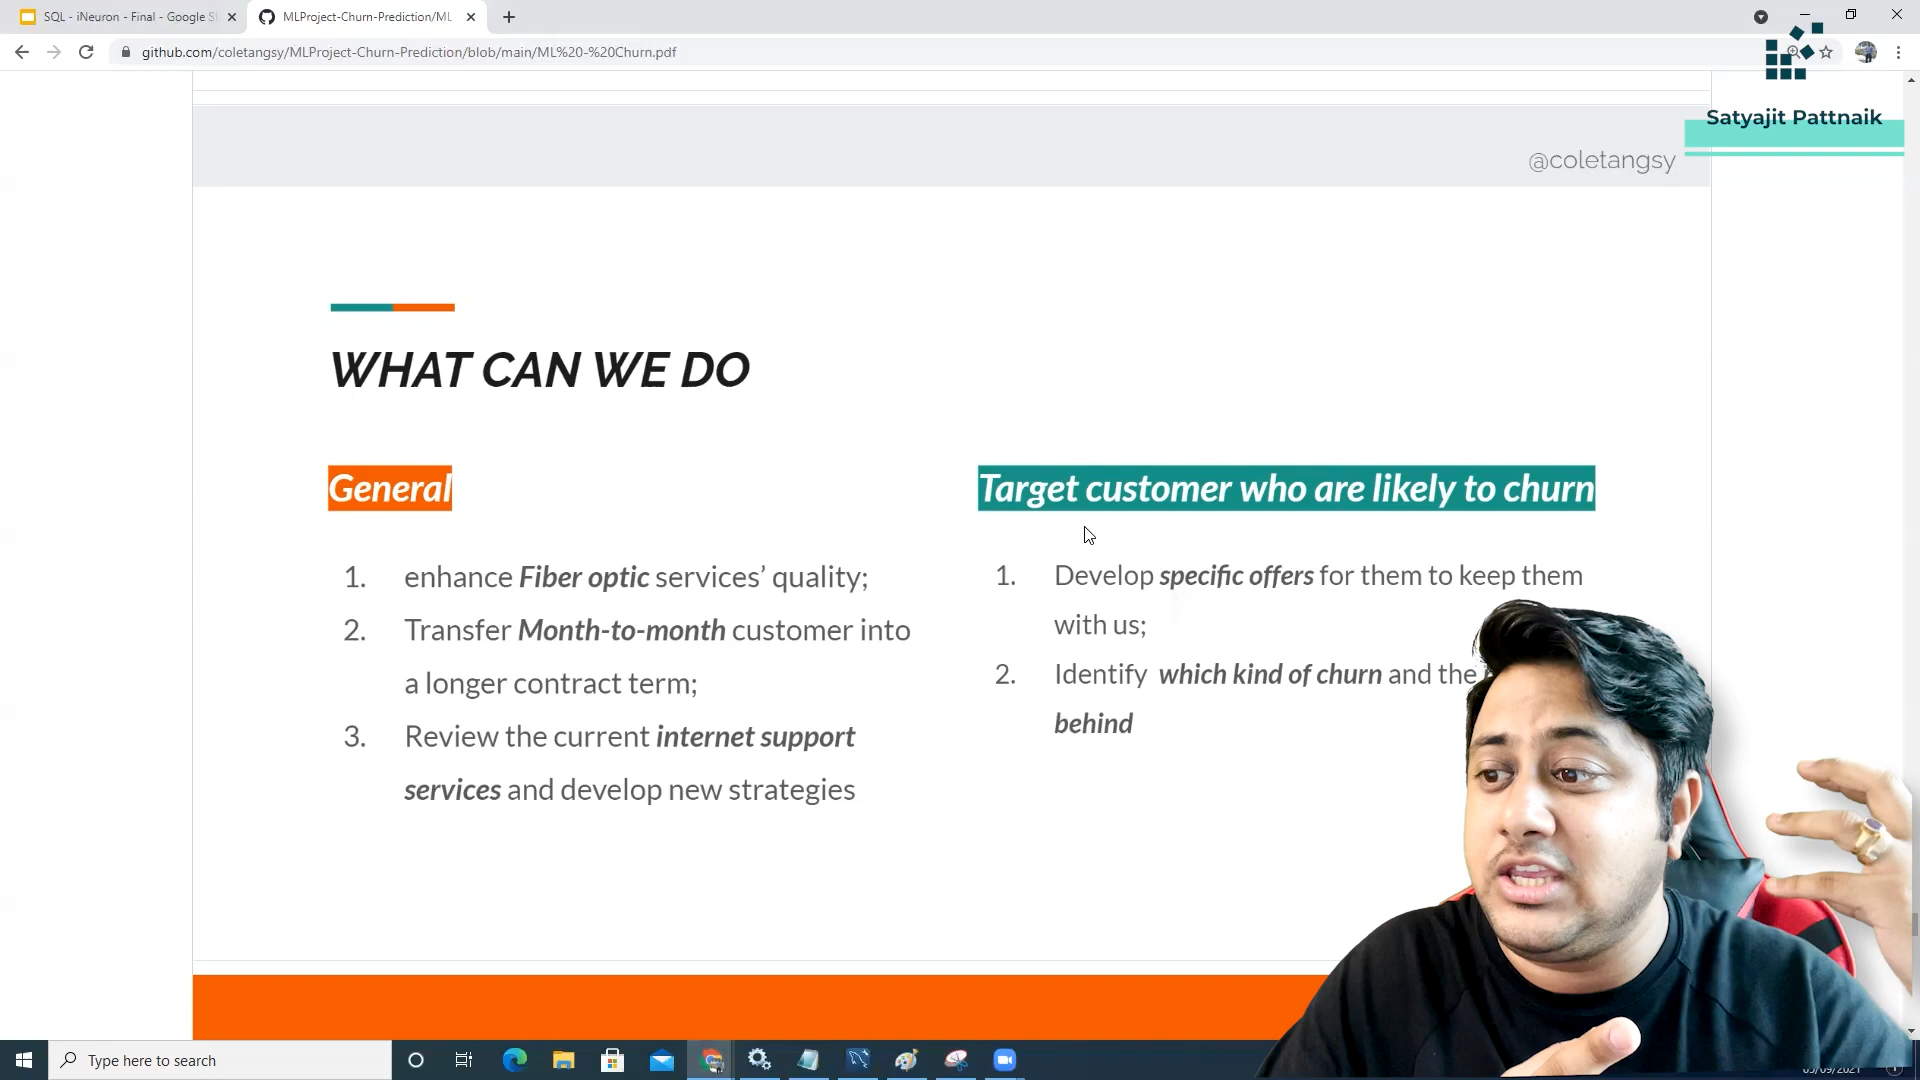 SQL - iNeuron - Final - Google Sl
MLProject-Churn-Prediction/ML
github.com/coletangsy/MLProject-Churn-Prediction/blob/main/ML%20-%20Churn.pdf
Satyajit Pattnaik
@coletangsy
WHAT CAN WE DO
General
1. enhance Fiber optic services’ quality;
2. Transfer Month-to-month customer into
a longer contract term;
3. Review the current internet support
services and develop new strategies
Target customer who are likely to churn
1. Develop specific offers for them to keep them
with us;
2. Identify which kind of churn and the
behind
Type here to search